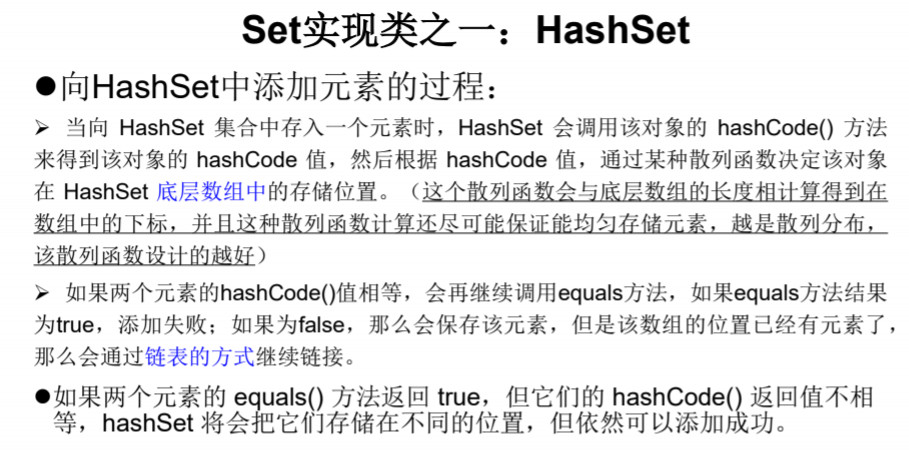 Set实现类之一：HashSet
●向HashSet中添加元素的过程：
➢ 当向 HashSet 集合中存入一个元素时，HashSet 会调用该对象的 hashCode() 方法
来得到该对象的 hashCode 值，然后根据 hashCode 值，通过某种散列函数决定该对象
在 HashSet 底层数组中的存储位置。（这个散列函数会与底层数组的长度相计算得到在
数组中的下标，并且这种散列函数计算还尽可能保证能均匀存储元素，越是散列分布，
该散列函数设计的越好）
➢ 如果两个元素的hashCode()值相等，会再继续调用equals方法，如果equals方法结果
为true，添加失败；如果为false，那么会保存该元素，但是该数组的位置已经有元素了，
那么会通过链表的方式继续链接。
●如果两个元素的 equals() 方法返回 true，但它们的 hashCode() 返回值不相
等，hashSet 将会把它们存储在不同的位置，但依然可以添加成功。